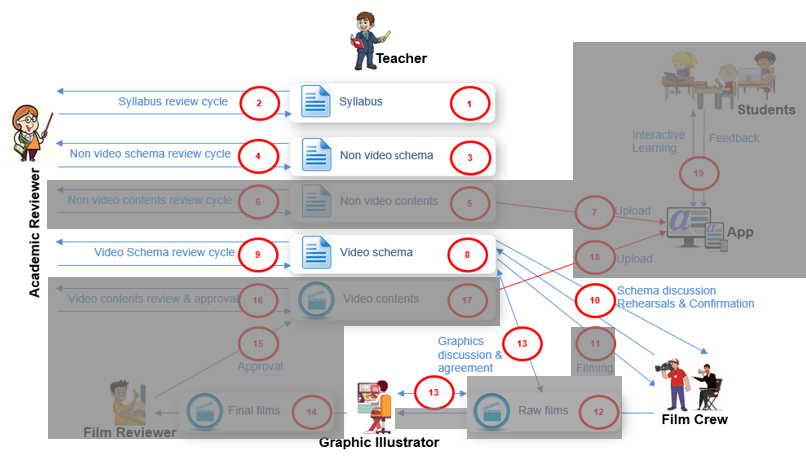 Teacher
Students
Syllabus review cycle
2
Syllabus
1
Interactive
Learning
Feedback
Non video schema review cycle
4
Non video schema
3
19
Academic Reviewer
Non video contents review cycle
6
Non video contents
5
7
Upload
a
App
Video Schema review cycle
9
Video schema
8
18
Upload
Video contents review & approval
16
Video contents
17
10
Schema discussion
Rehearsals & Confirmation
15
Approval
Graphics
discussion &
agreement
13
11
Filming
13
Final films
14
Raw films
12
Film Reviewer
Graphic Illustrator
Film Crew